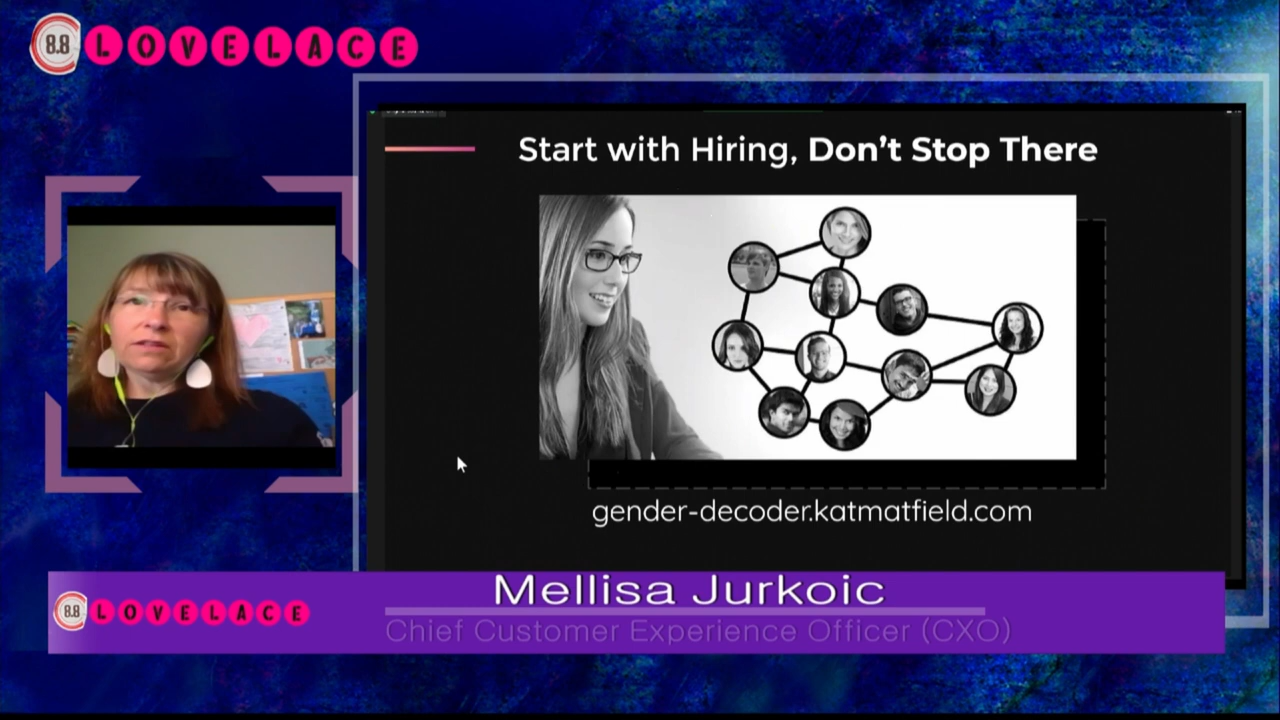 8.8 LOVELACE
Start with Hiring, Don't Stop There
gender-decoder.katmatfield.com
Mellisa Jurkoic
8.8 LOVELACE
Chief Customer Experience Officer (CXO)